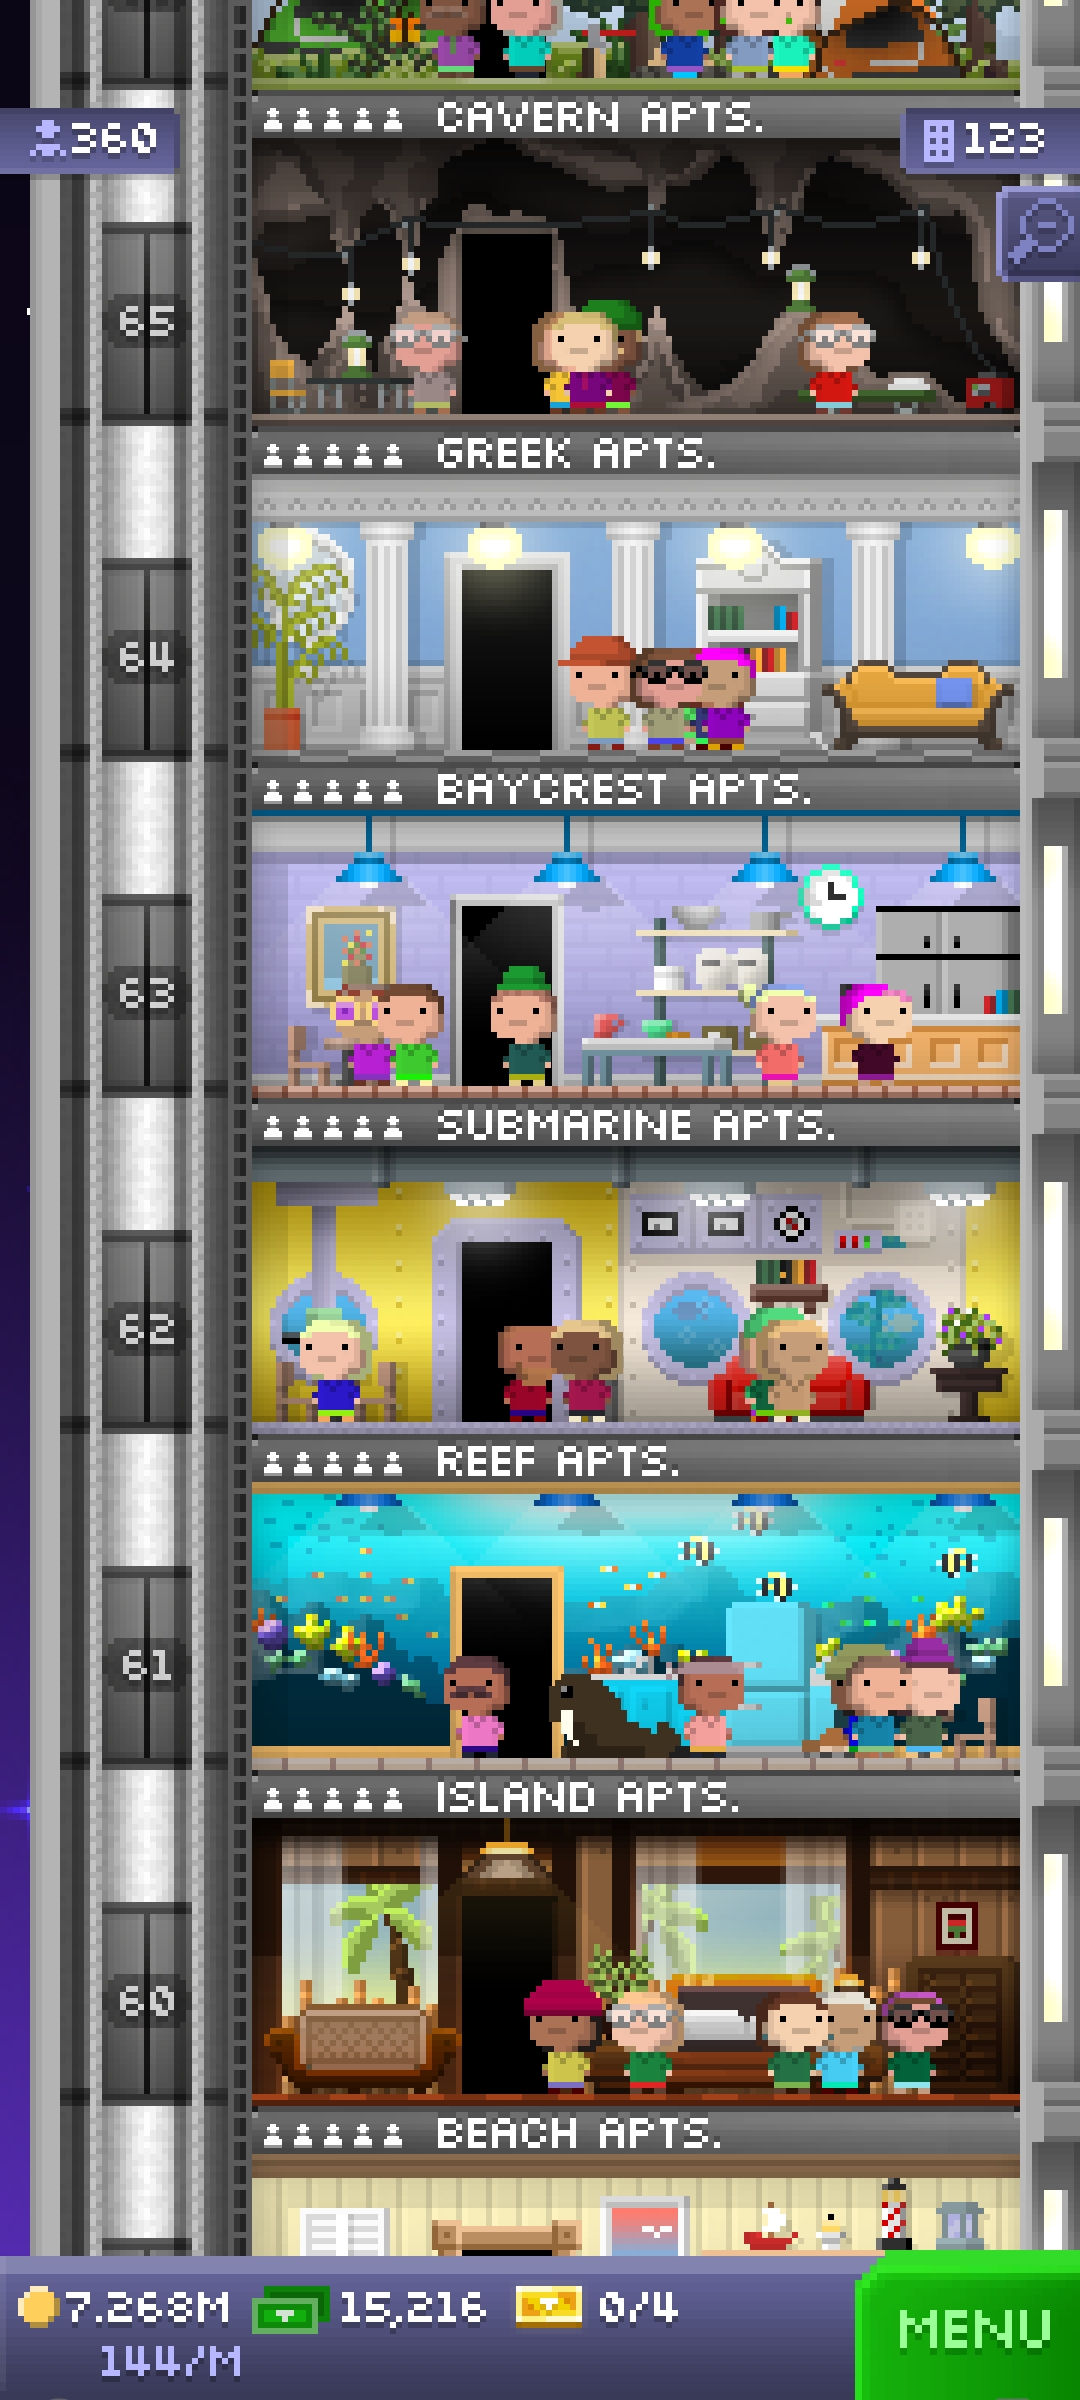 CAVERN APTS.
360
123
65
GREEK APTS.
64
BAYCREST APTS.
63
SUBMARINE APTS.
62
REEF APTS.
61
ISLAND APTS.
60
BEACH APTS.
7.268M 15,216 0/4
144/M
MENU